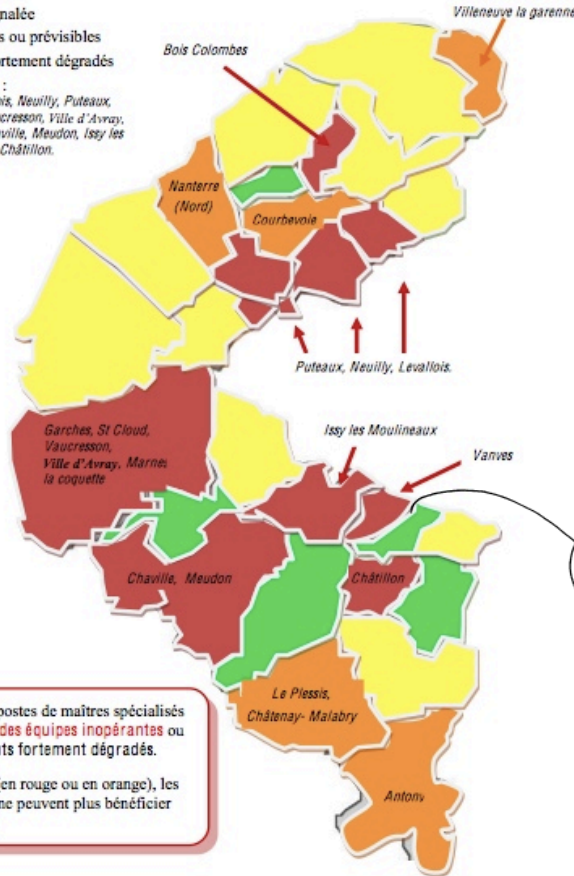 nalée
s ou prévisibles
ortement dégradés
:
is, Neuilly, Puteaux,
ucresson, Ville d'Avray,
ville, Meudon, Issy les
Châtillon.
Villeneuve la garenne
Bois Colombes
Nanterre
(Nord)
Courbevoie
Puteaux, Neuilly, Levallois.
Garches, St Cloud,
Vaucresson,
Ville d'Avray, Marnes
la coquette
Issy les Moulineaux
Vanves
Chaville, Meudon
Châtillon
Le Plessis,
Châtenay- Malabry
Antony
postes de maîtres spécialisés
des équipes inopérantes ou
ts fortement dégradés.
(en rouge ou en orange), les
ne peuvent plus bénéficier